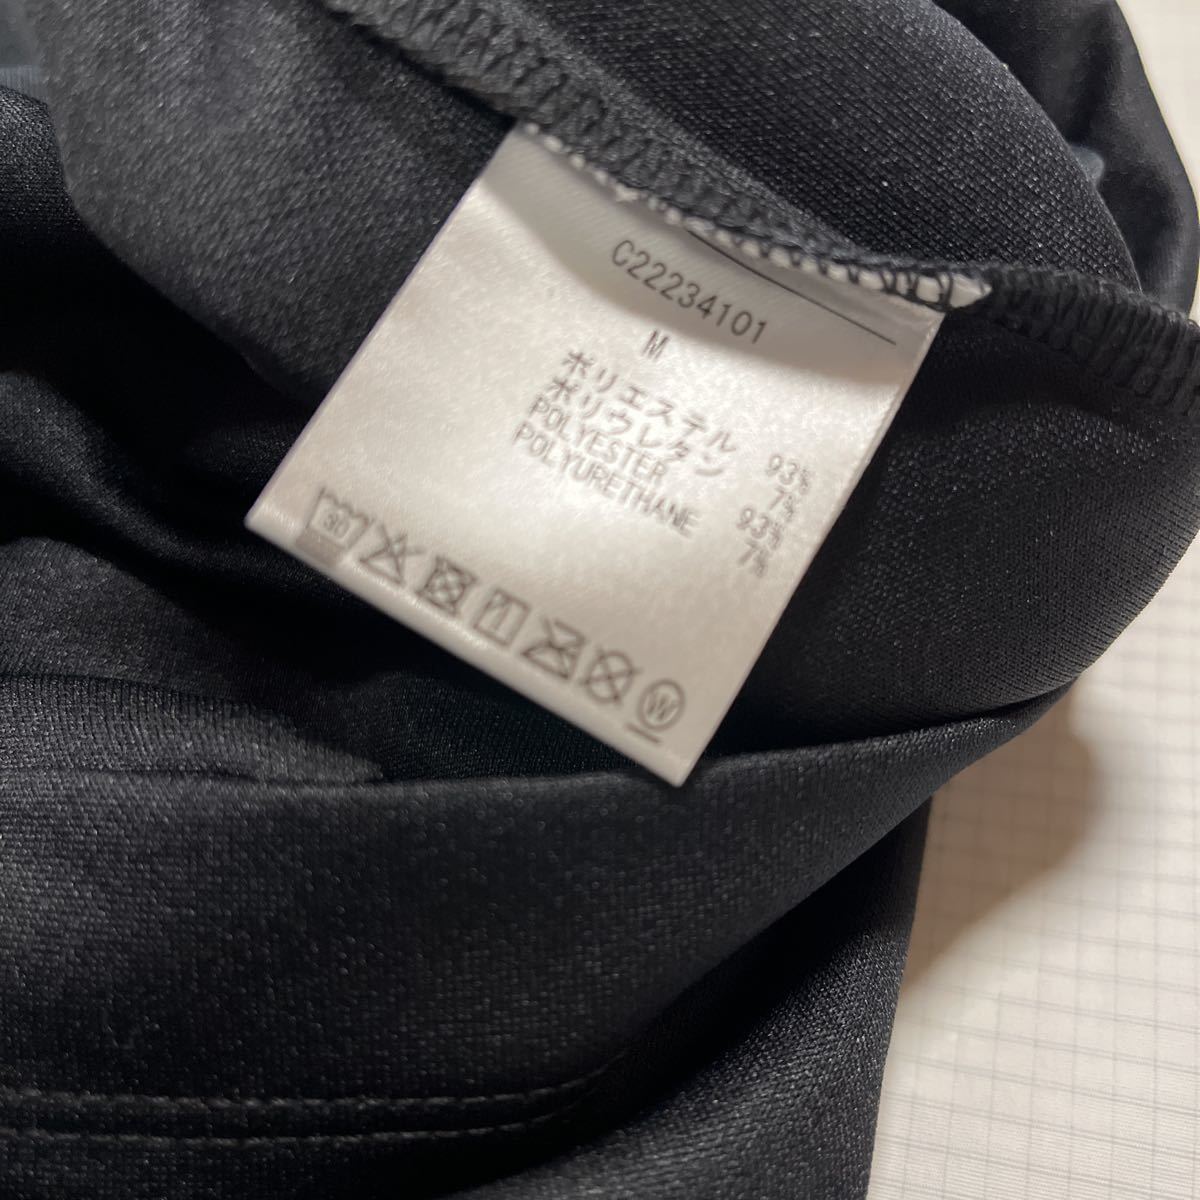 C22234101
M
ポリエステル 93%
ポリウレタン 7%
POLYESTER 93%
POLYURETHANE 7%
30
W